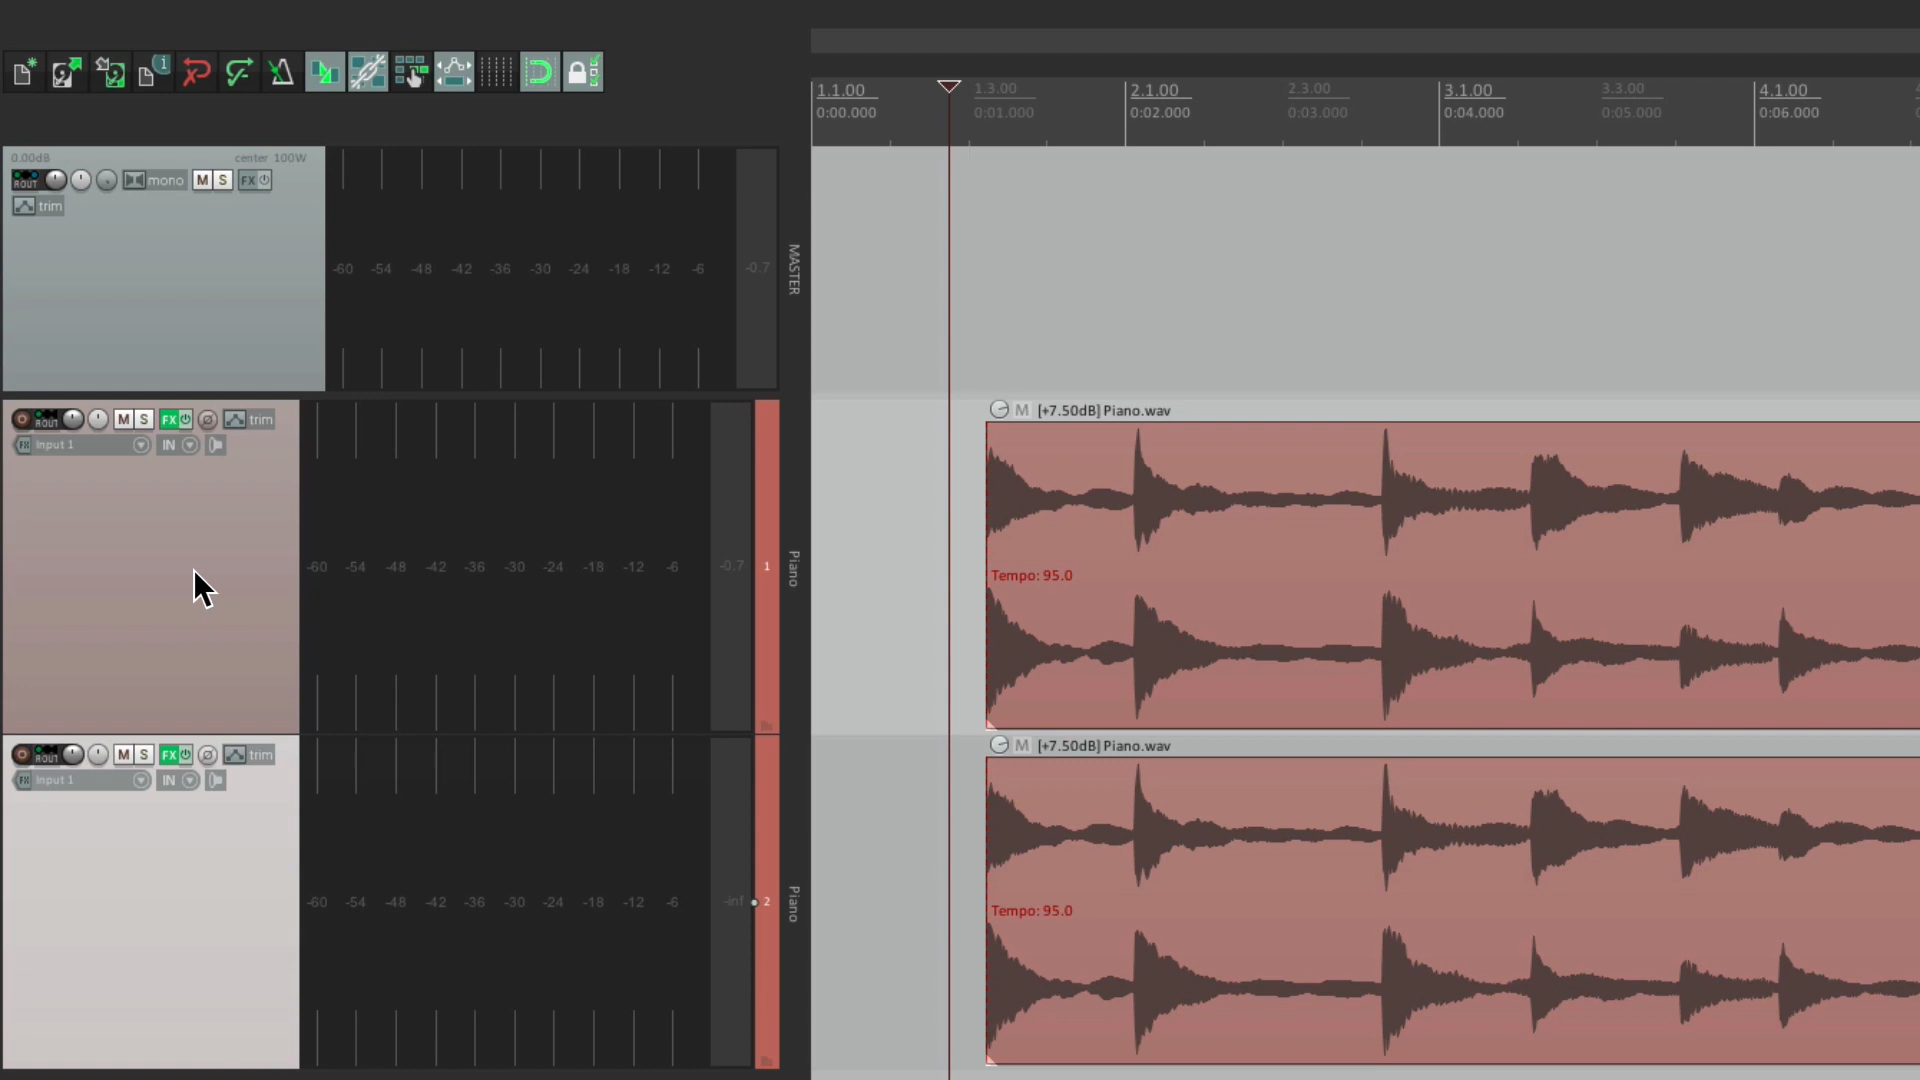 1.1.00 1.3.00 2.1.00 2.3.00 3.1.00 3.3.00 4.1.00
0:00.000 0:01.000 0:02.000 0:03.000 0:04.000 0:05.000 0:06.000
0.00dB center 100W
ROUT mono M S FX
trim
-60 -54 -48 -42 -36 -30 -24 -18 -12 -6 -0.7
MASTER
ROUT M S FX trim
FX Input 1 IN
-60 -54 -48 -42 -36 -30 -24 -18 -12 -6 -0.7 1
Piano
M [+7.50dB] Piano.wav
Tempo: 95.0
ROUT M S FX trim
FX Input 1 IN
-60 -54 -48 -42 -36 -30 -24 -18 -12 -6 -inf 2
Piano
M [+7.50dB] Piano.wav
Tempo: 95.0